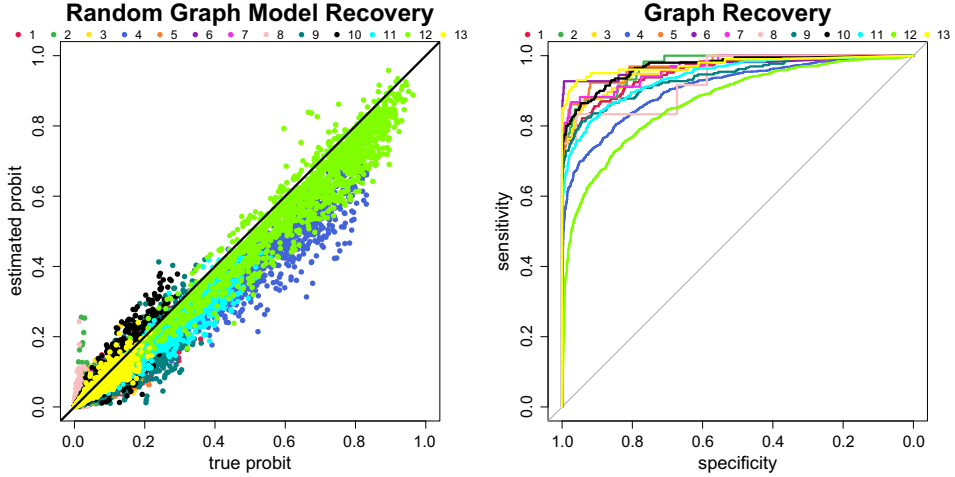 Random Graph Model Recovery
1 2 3 4 5 6 7 8 9 10 11 12 13
estimated probit
1.0
0.8
0.6
0.4
0.2
0.0
0.0 0.2 0.4 0.6 0.8 1.0
true probit
Graph Recovery
1 2 3 4 5 6 7 8 9 10 11 12 13
sensitivity
1.0
0.8
0.6
0.4
0.2
0.0
1.0 0.8 0.6 0.4 0.2 0.0
specificity